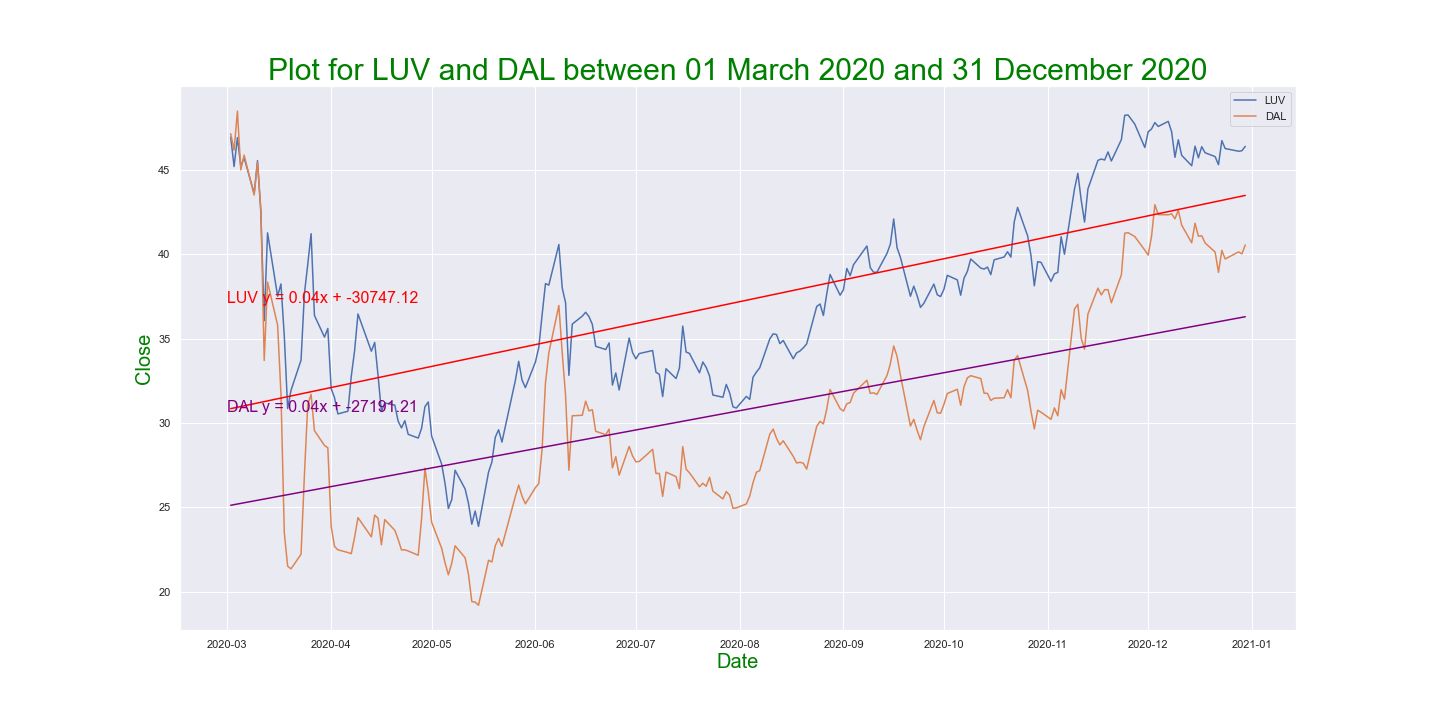 Plot for LUV and DAL between 01 March 2020 and 31 December 2020
LUV
DAL
45
40
35
30
25
20
Close
LUV y = 0.04x + -30747.12
DAL y = 0.04x + -27191.21
2020-03 2020-04 2020-05 2020-06 2020-07 2020-08 2020-09 2020-10 2020-11 2020-12 2021-01
Date